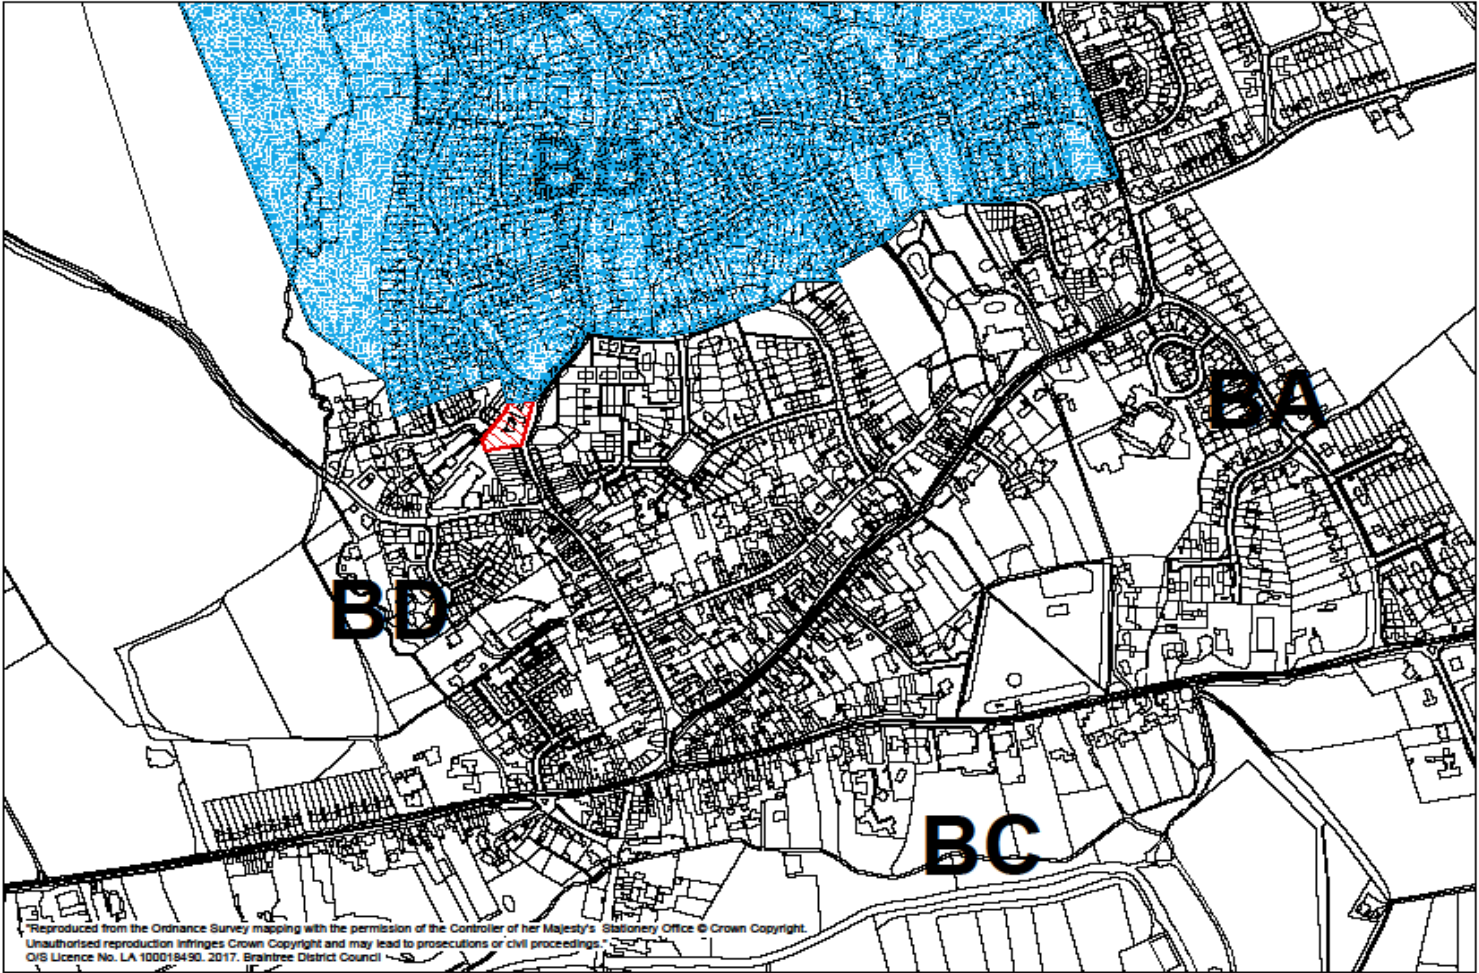 BB
BA
BD
BC
"Reproduced from the Ordnance Survey mapping with the permission of the Controller of her Majesty's Stationery Office © Crown Copyright.
Unauthorised reproduction infringes Crown Copyright and may lead to prosecutions or civil proceedings."
O/S Licence No. LA 100018490. 2017. Braintree District Council